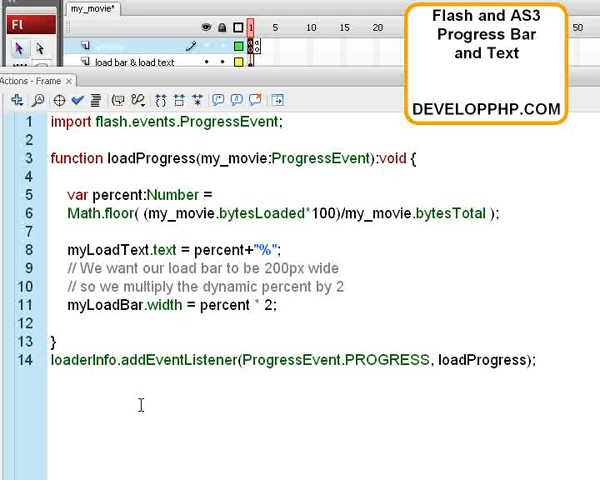 my_movie*
Flash and AS3
Progress Bar
and Text
DEVELOPPHP.COM
Fl
1 5 10 15 20 50
load bar & load text
Actions - Frame ×
1 import flash.events.ProgressEvent;
2
3 function loadProgress(my_movie:ProgressEvent):void {
4
5 var percent:Number =
6 Math.floor( (my_movie.bytesLoaded*100)/my_movie.bytesTotal );
7
8 myLoadText.text = percent+"%";
9 // We want our load bar to be 200px wide
10 // so we multiply the dynamic percent by 2
11 myLoadBar.width = percent * 2;
12
13 }
14 loaderInfo.addEventListener(ProgressEvent.PROGRESS, loadProgress);